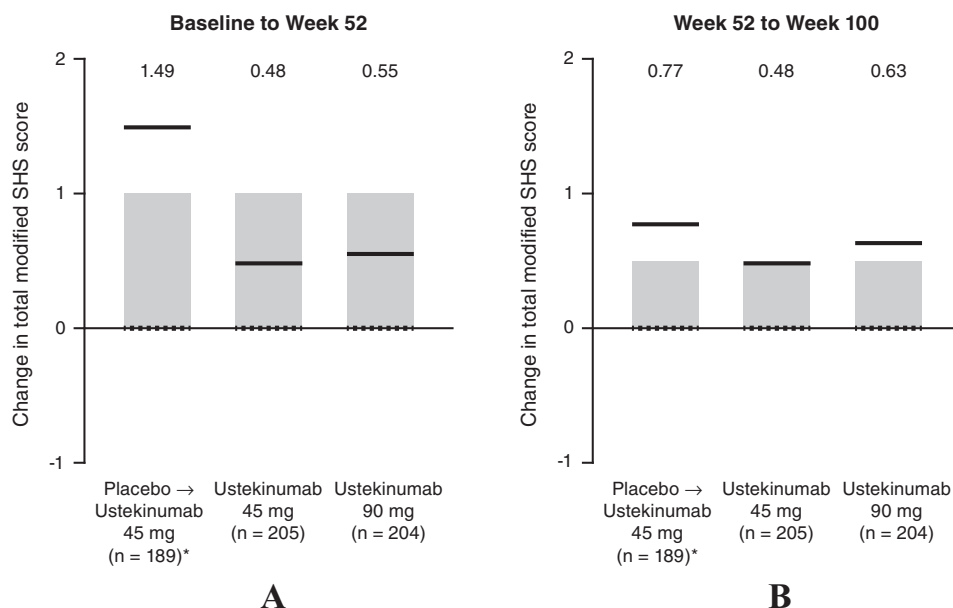 Baseline to Week 52
Change in total modified SHS score
2
1
0
-1
1.49
0.48
0.55
Placebo →
Ustekinumab
45 mg
(n = 189)*
Ustekinumab
45 mg
(n = 205)
Ustekinumab
90 mg
(n = 204)
A
Week 52 to Week 100
Change in total modified SHS score
2
1
0
-1
0.77
0.48
0.63
Placebo →
Ustekinumab
45 mg
(n = 189)*
Ustekinumab
45 mg
(n = 205)
Ustekinumab
90 mg
(n = 204)
B